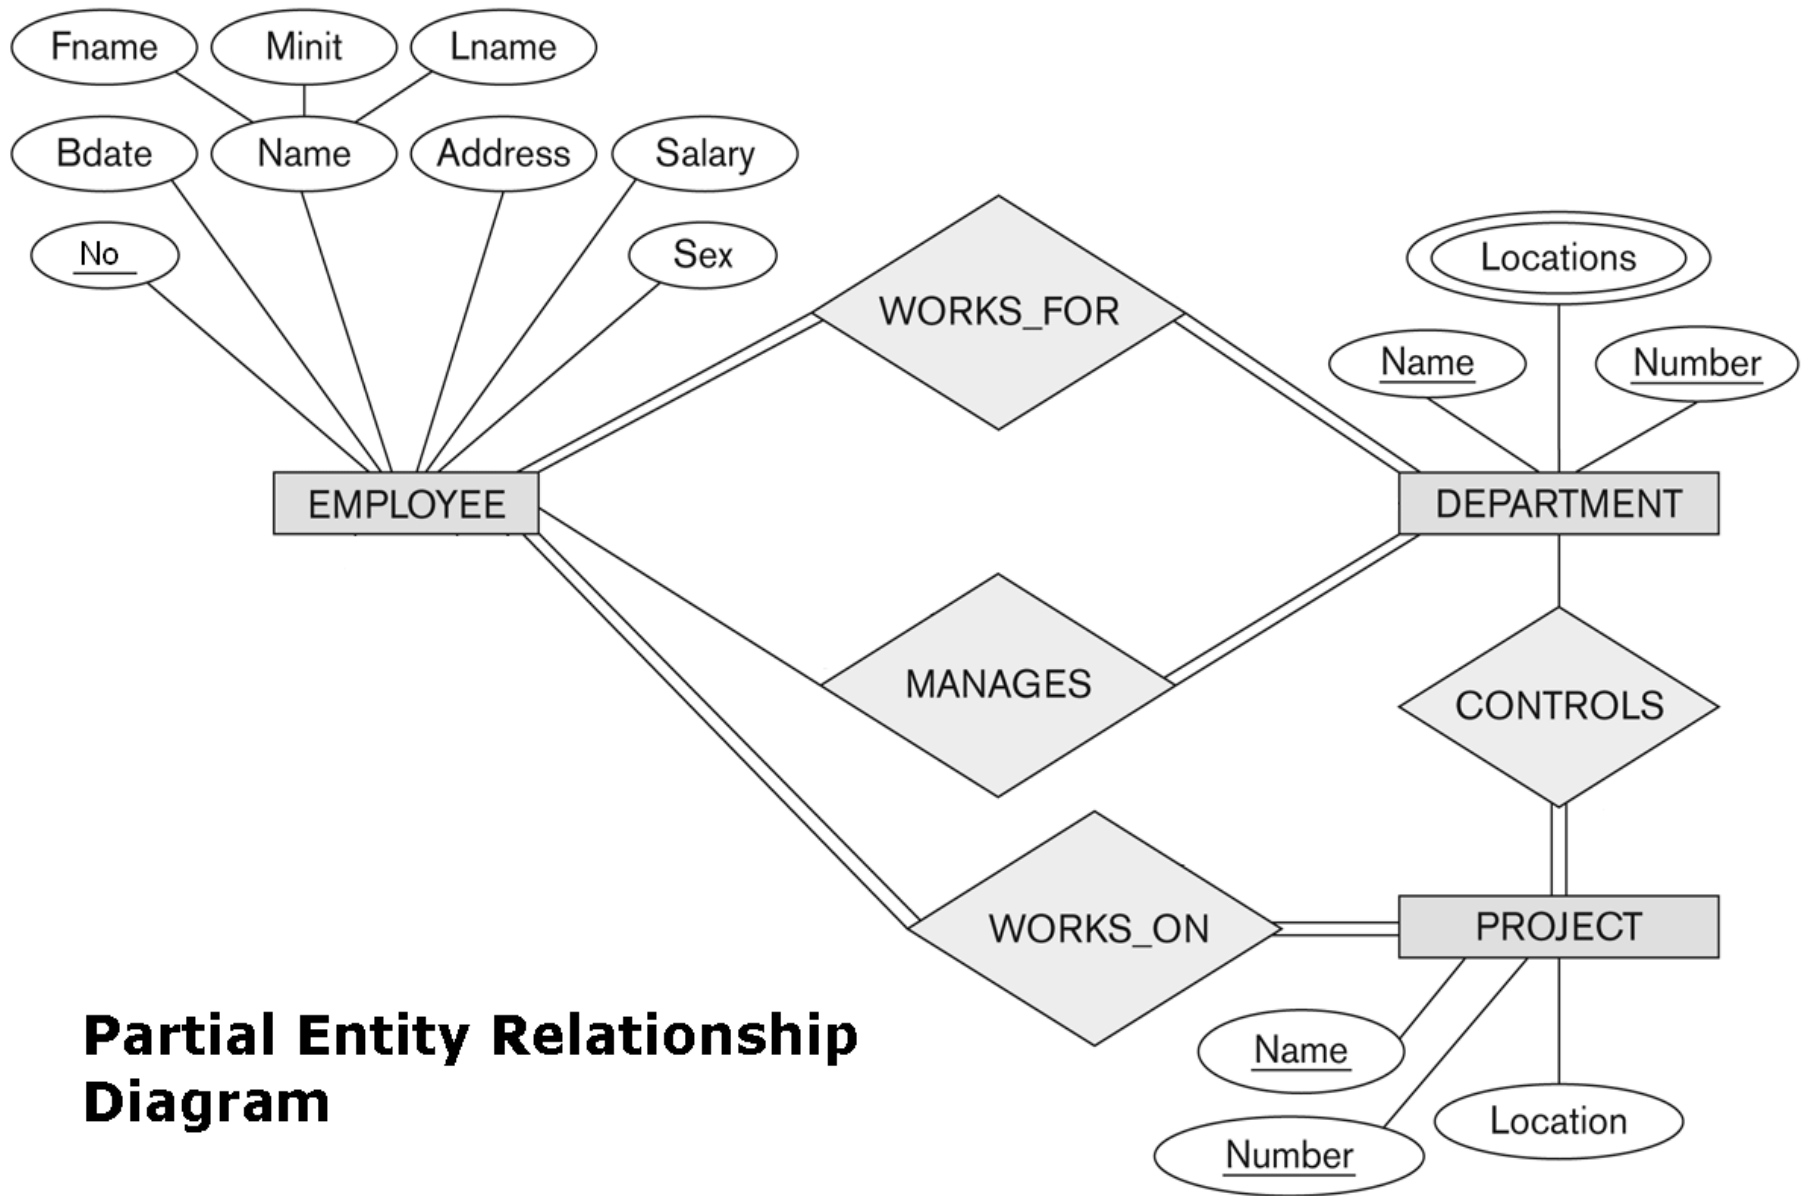 Fname
Minit
Lname
Bdate
Name
Address
Salary
No
Sex
WORKS_FOR
Locations
Name
Number
EMPLOYEE
DEPARTMENT
MANAGES
CONTROLS
WORKS_ON
PROJECT
Name
Number
Location
Partial Entity Relationship
Diagram